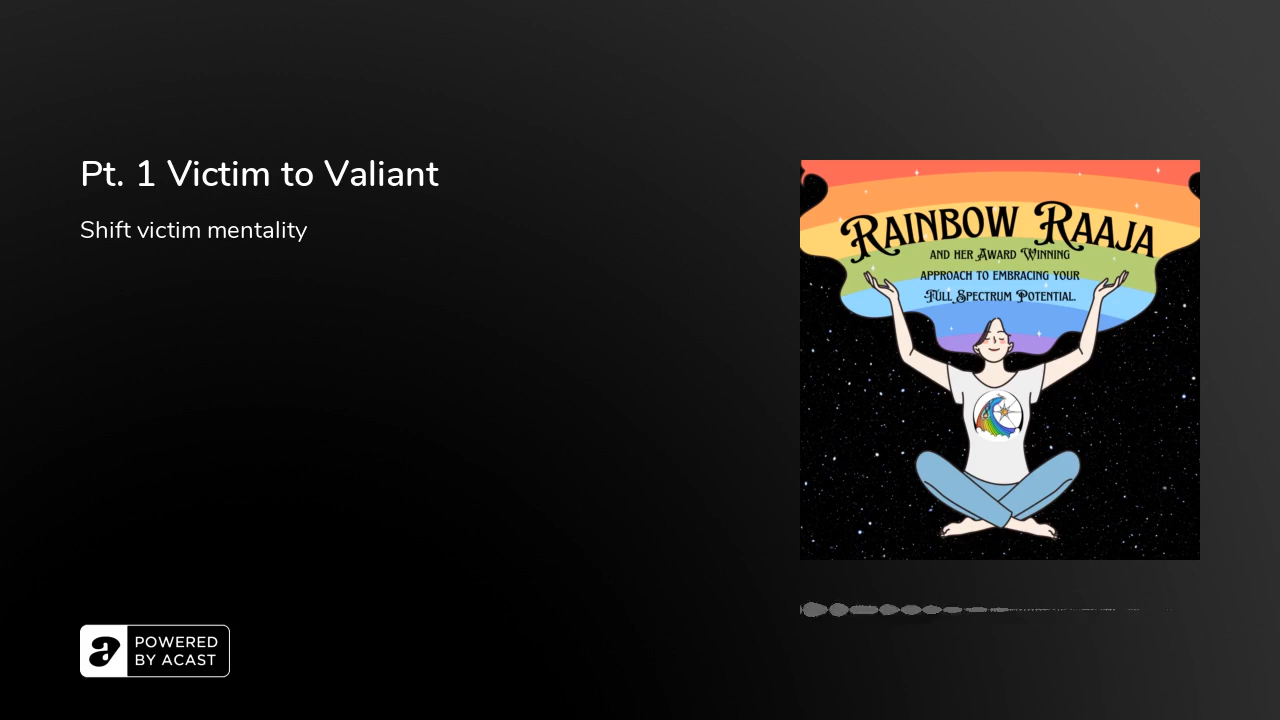 Pt. 1 Victim to Valiant
Shift victim mentality
RAINBOW RAAJA
AND HER AWARD WINNING
APPROACH TO EMBRACING YOUR
FULL SPECTRUM POTENTIAL.
POWERED
BY ACAST